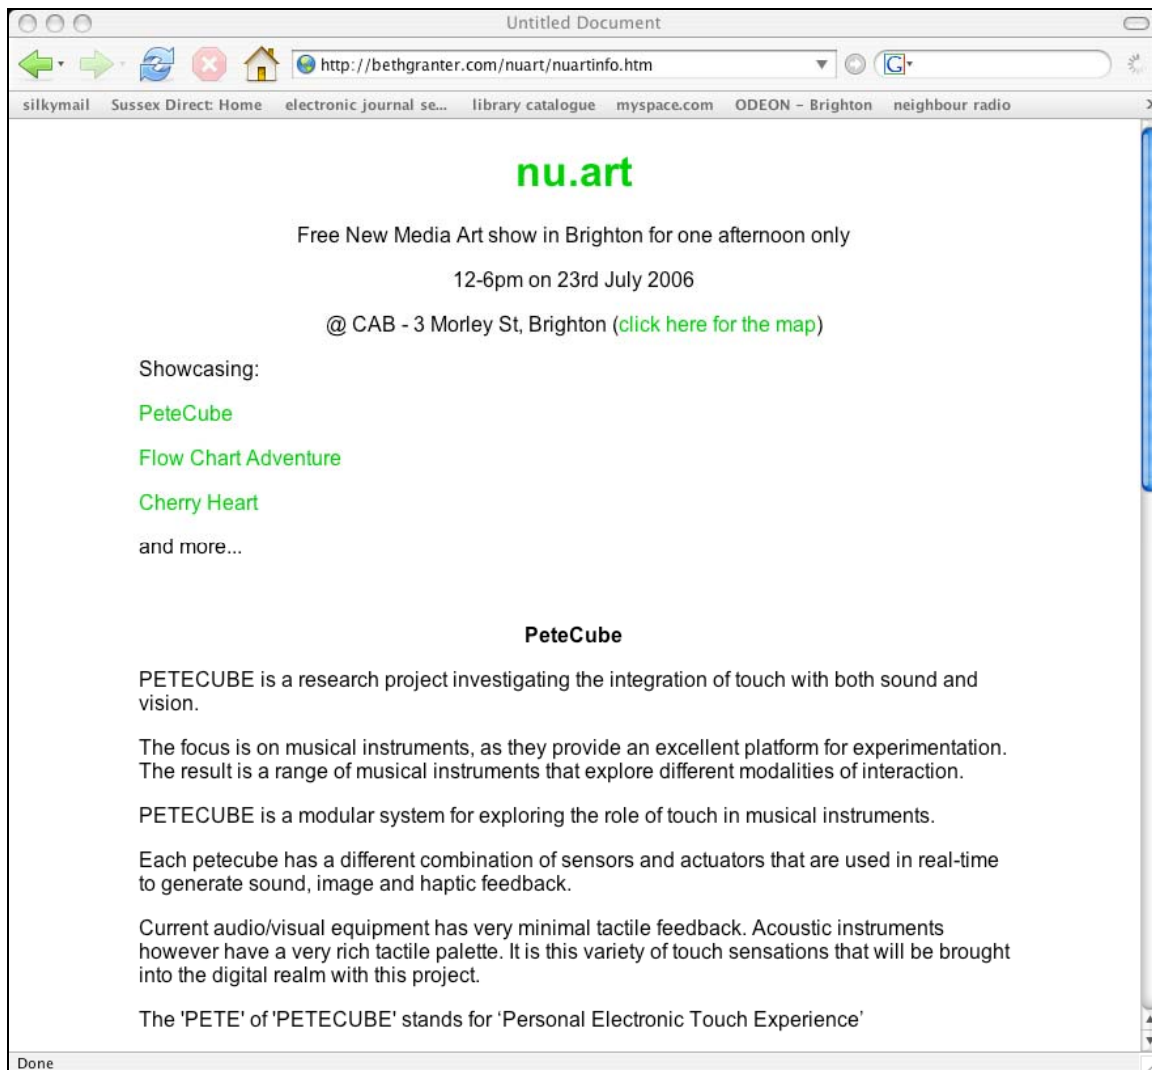 Untitled Document
http://bethgranter.com/nuart/nuartinfo.htm
G
silkymail Sussex Direct: Home electronic journal se... library catalogue myspace.com ODEON – Brighton neighbour radio
nu.art
Free New Media Art show in Brighton for one afternoon only
12-6pm on 23rd July 2006
@ CAB - 3 Morley St, Brighton (click here for the map)
Showcasing:
PeteCube
Flow Chart Adventure
Cherry Heart
and more...
PeteCube
PETECUBE is a research project investigating the integration of touch with both sound and
vision.
The focus is on musical instruments, as they provide an excellent platform for experimentation.
The result is a range of musical instruments that explore different modalities of interaction.
PETECUBE is a modular system for exploring the role of touch in musical instruments.
Each petecube has a different combination of sensors and actuators that are used in real-time
to generate sound, image and haptic feedback.
Current audio/visual equipment has very minimal tactile feedback. Acoustic instruments
however have a very rich tactile palette. It is this variety of touch sensations that will be brought
into the digital realm with this project.
The 'PETE' of 'PETECUBE' stands for ‘Personal Electronic Touch Experience’
Done